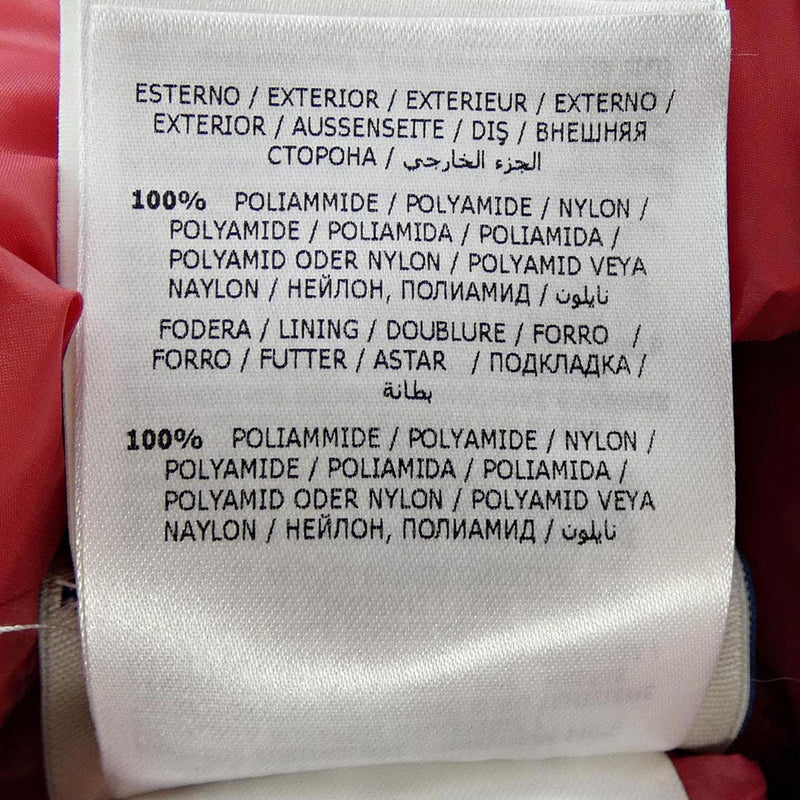 ESTERNO / EXTERIOR / EXTERIEUR / EXTERNO /
EXTERIOR / AUSSENSEITE / DIŞ / ВНЕШНЯЯ
СТОРОНА / الجزء الخارجي
100% POLIAMMIDE / POLYAMIDE / NYLON /
POLYAMIDE / POLIAMIDA / POLIAMIDA /
POLYAMID ODER NYLON / POLYAMID VEYA
NAYLON / НЕЙЛОН, ПОЛИАМИД / نايلون
FODERA / LINING / DOUBLURE / FORRO /
FORRO / FUTTER / ASTAR / ПОДКЛАДКА /
بطانة
100% POLIAMMIDE / POLYAMIDE / NYLON /
POLYAMIDE / POLIAMIDA / POLIAMIDA /
POLYAMID ODER NYLON / POLYAMID VEYA
NAYLON / НЕЙЛОН, ПОЛИАМИД / نايلون